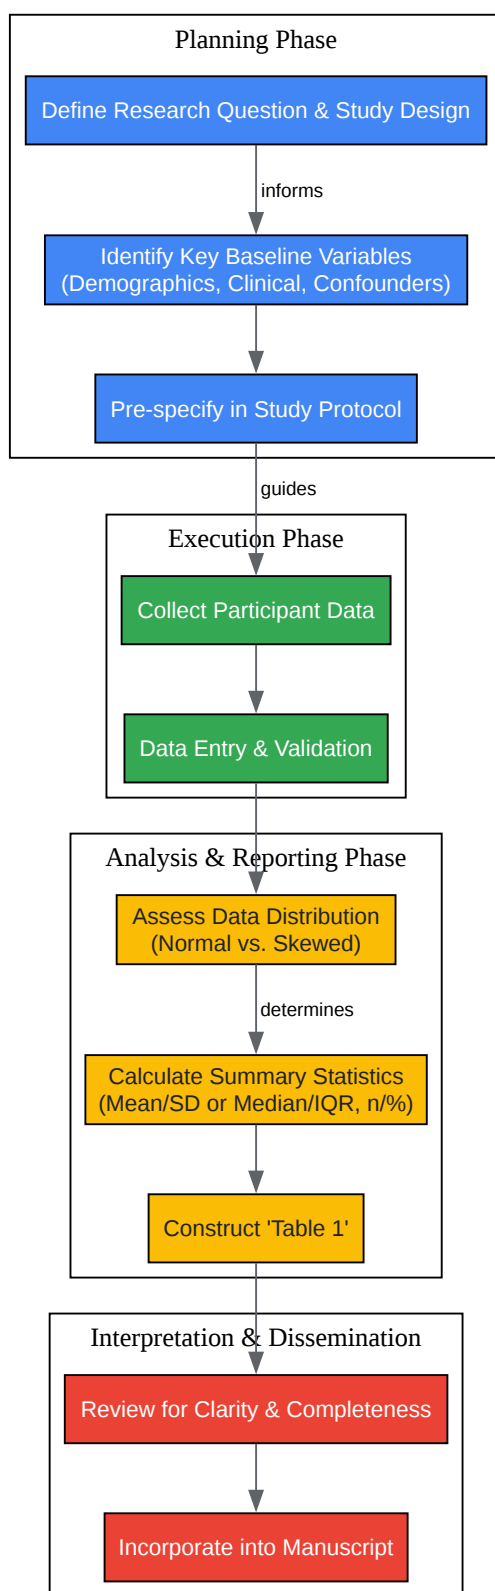 Planning Phase
Define Research Question & Study Design
informs
Identify Key Baseline Variables
(Demographics, Clinical, Confounders)
Pre-specify in Study Protocol
guides
Execution Phase
Collect Participant Data
Data Entry & Validation
Analysis & Reporting Phase
Assess Data Distribution
(Normal vs. Skewed)
determines
Calculate Summary Statistics
(Mean/SD or Median/IQR, n/%)
Construct 'Table 1'
Interpretation & Dissemination
Review for Clarity & Completeness
Incorporate into Manuscript